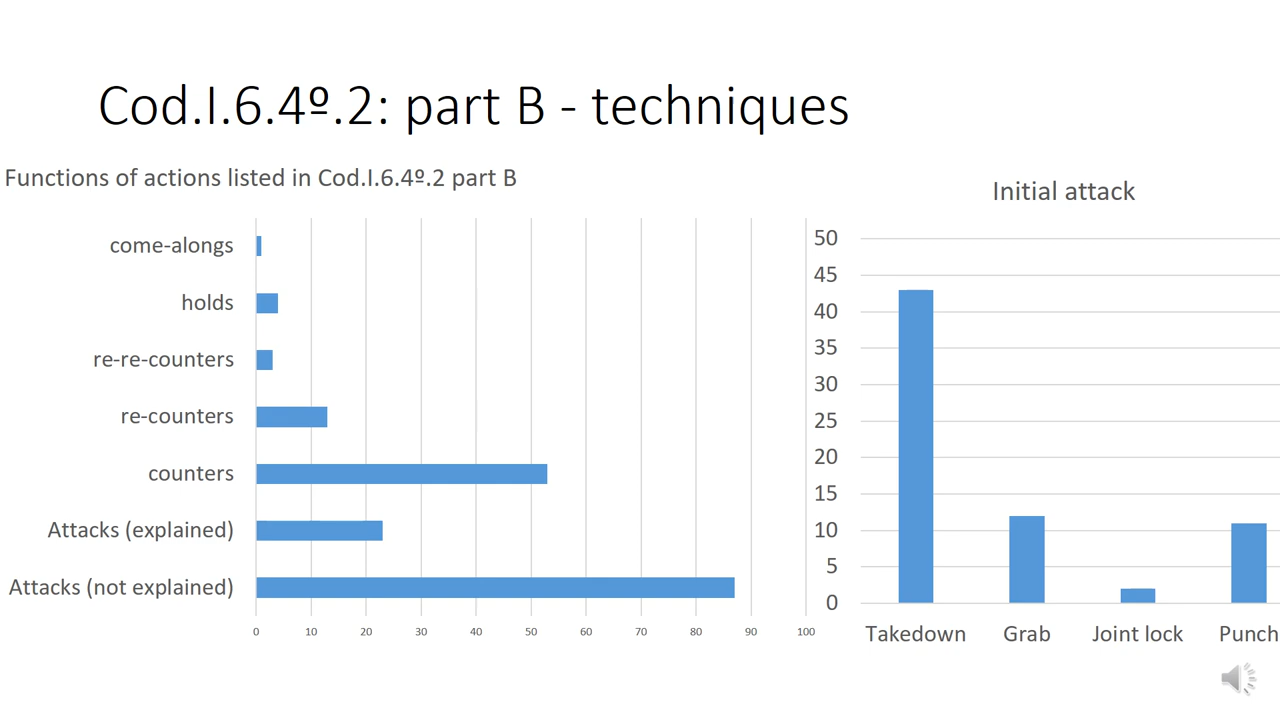 Cod.I.6.4º.2: part B - techniques
Functions of actions listed in Cod.I.6.4º.2 part B
come-alongs
holds
re-re-counters
re-counters
counters
Attacks (explained)
Attacks (not explained)
0 10 20 30 40 50 60 70 80 90 100
Initial attack
50
45
40
35
30
25
20
15
10
5
0
Takedown Grab Joint lock Punch